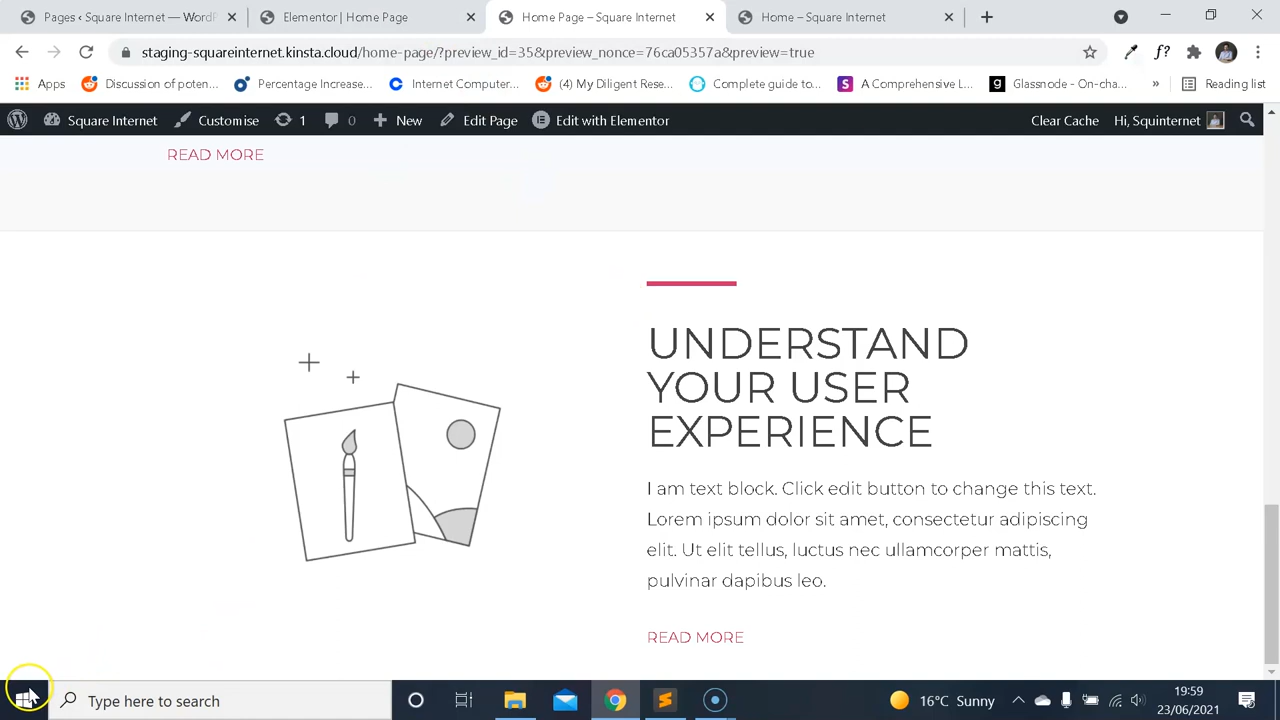 Pages ‹ Square Internet — WordP
Elementor | Home Page
Home Page – Square Internet
Home – Square Internet
staging-squareinternet.kinsta.cloud/home-page/?preview_id=35&preview_nonce=76ca05357a&preview=true
f?
Apps
Discussion of poten...
Percentage Increase...
Internet Computer...
(4) My Diligent Rese...
Complete guide to...
S
A Comprehensive L...
g
Glassnode - On-cha...
»
Reading list
Square Internet
Customise
1
0
New
Edit Page
Edit with Elementor
Clear Cache
Hi, Squinternet
READ MORE
UNDERSTAND
YOUR USER
EXPERIENCE
I am text block. Click edit button to change this text.
Lorem ipsum dolor sit amet, consectetur adipiscing
elit. Ut elit tellus, luctus nec ullamcorper mattis,
pulvinar dapibus leo.
READ MORE
Type here to search
16°C Sunny
19:59
23/06/2021